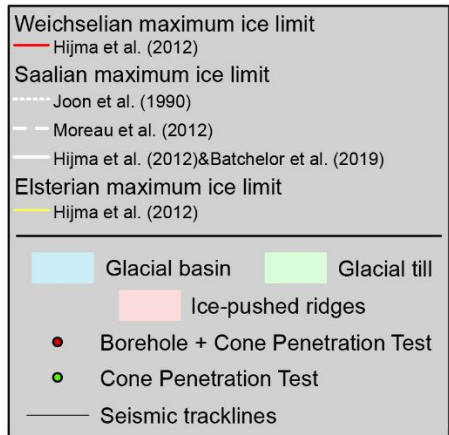 Weichselian maximum ice limit
Hijma et al. (2012)
Saalian maximum ice limit
Joon et al. (1990)
Moreau et al. (2012)
Hijma et al. (2012)&Batchelor et al. (2019)
Elsterian maximum ice limit
Hijma et al. (2012)
Glacial basin Glacial till
Ice-pushed ridges
Borehole + Cone Penetration Test
Cone Penetration Test
Seismic tracklines